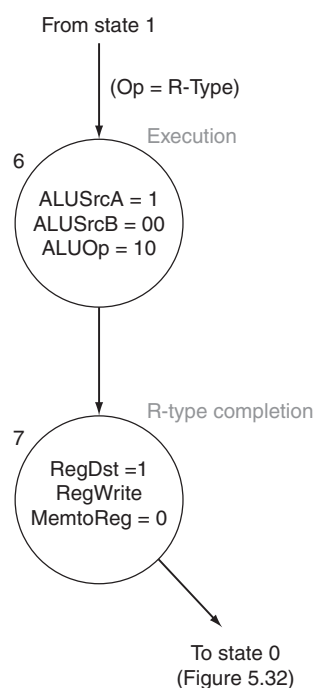 From state 1
(Op = R-Type)
Execution
6
ALUSrcA = 1
ALUSrcB = 00
ALUOp = 10
R-type completion
7
RegDst =1
RegWrite
MemtoReg = 0
To state 0
(Figure 5.32)